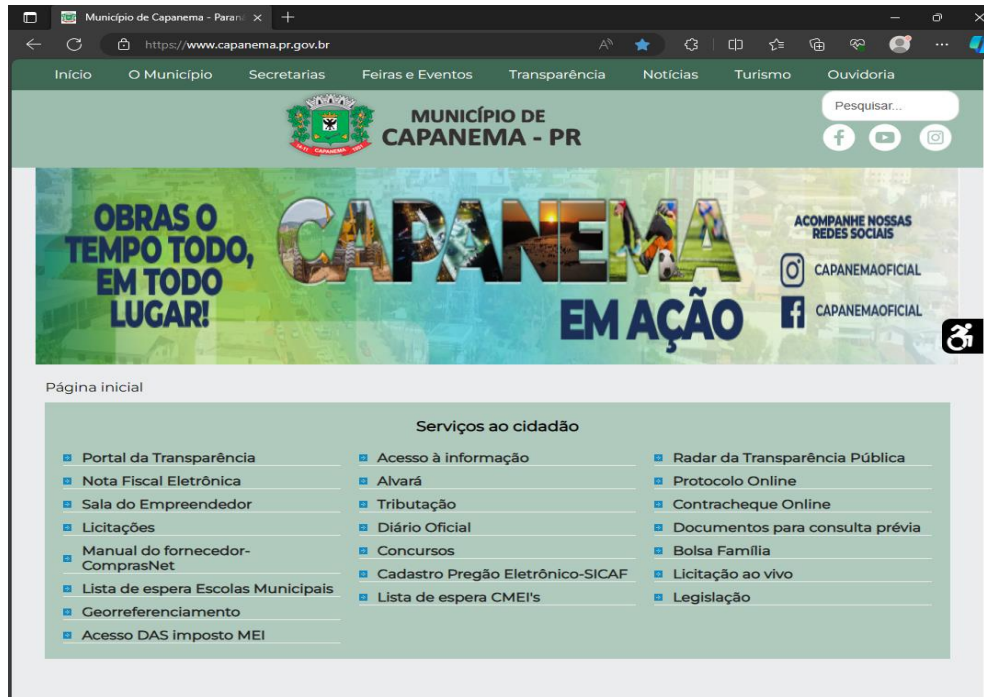 Município de Capanema - Paraná
https://www.capanema.pr.gov.br
Início O Município Secretarias Feiras e Eventos Transparência Notícias Turismo Ouvidoria
CAPANEMA
MUNICÍPIO DE
CAPANEMA - PR
Pesquisar...
OBRAS O
TEMPO TODO,
EM TODO
LUGAR!
CAPANEMA
EM AÇÃO
ACOMPANHE NOSSAS
REDES SOCIAIS
CAPANEMAOFICIAL
CAPANEMAOFICIAL
Página inicial
Serviços ao cidadão
Portal da Transparência
Nota Fiscal Eletrônica
Sala do Empreendedor
Licitações
Manual do fornecedor-
ComprasNet
Lista de espera Escolas Municipais
Georreferenciamento
Acesso DAS imposto MEI
Acesso à informação
Alvará
Tributação
Diário Oficial
Concursos
Cadastro Pregão Eletrônico-SICAF
Lista de espera CMEI's
Radar da Transparência Pública
Protocolo Online
Contracheque Online
Documentos para consulta prévia
Bolsa Família
Licitação ao vivo
Legislação